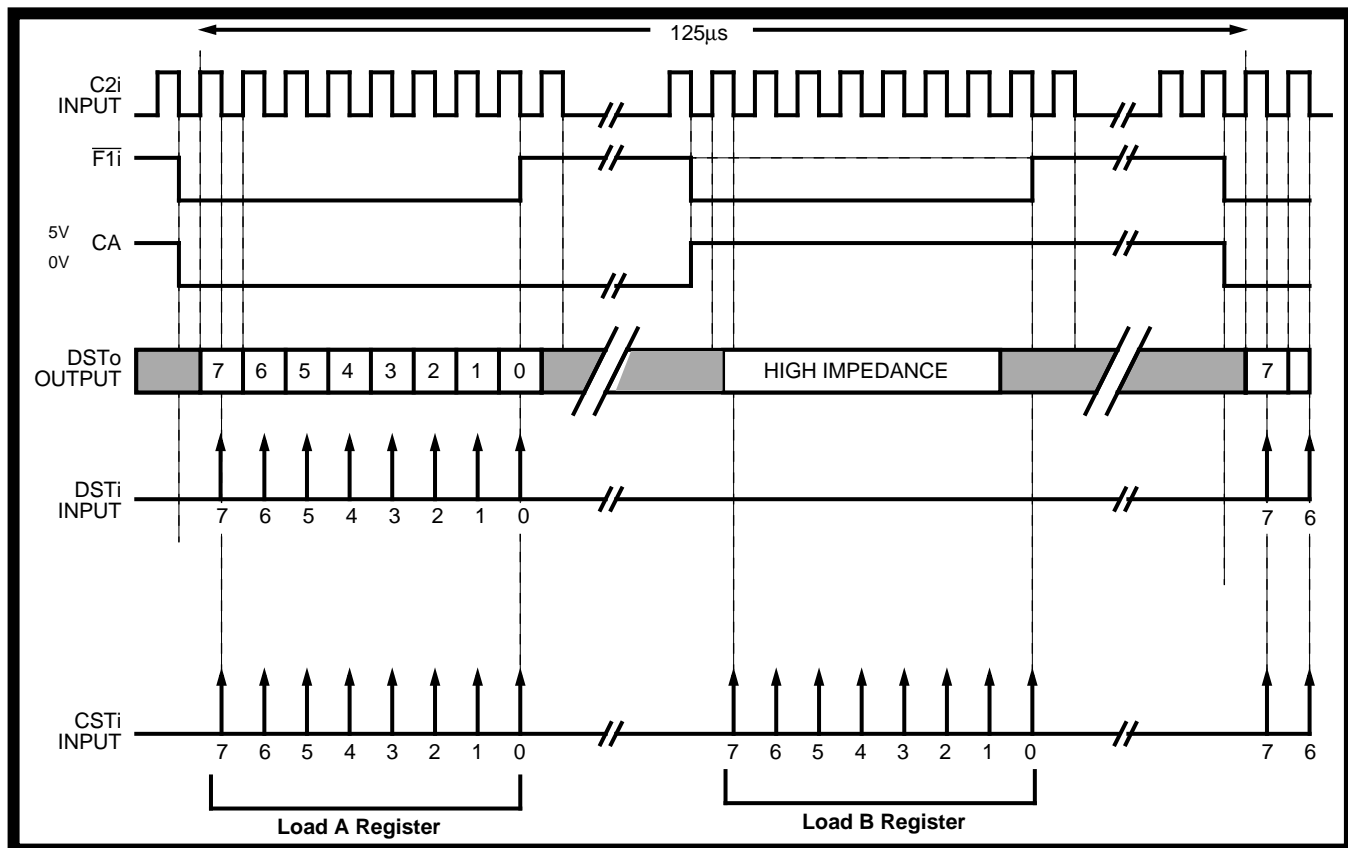 125μs
C2i
INPUT
F1i
5V CA
0V
DSTo
OUTPUT
7 6 5 4 3 2 1 0 HIGH IMPEDANCE 7
DSTi
INPUT
7 6 5 4 3 2 1 0 7 6
CSTi
INPUT
7 6 5 4 3 2 1 0 7 6 5 4 3 2 1 0 7 6
Load A Register Load B Register